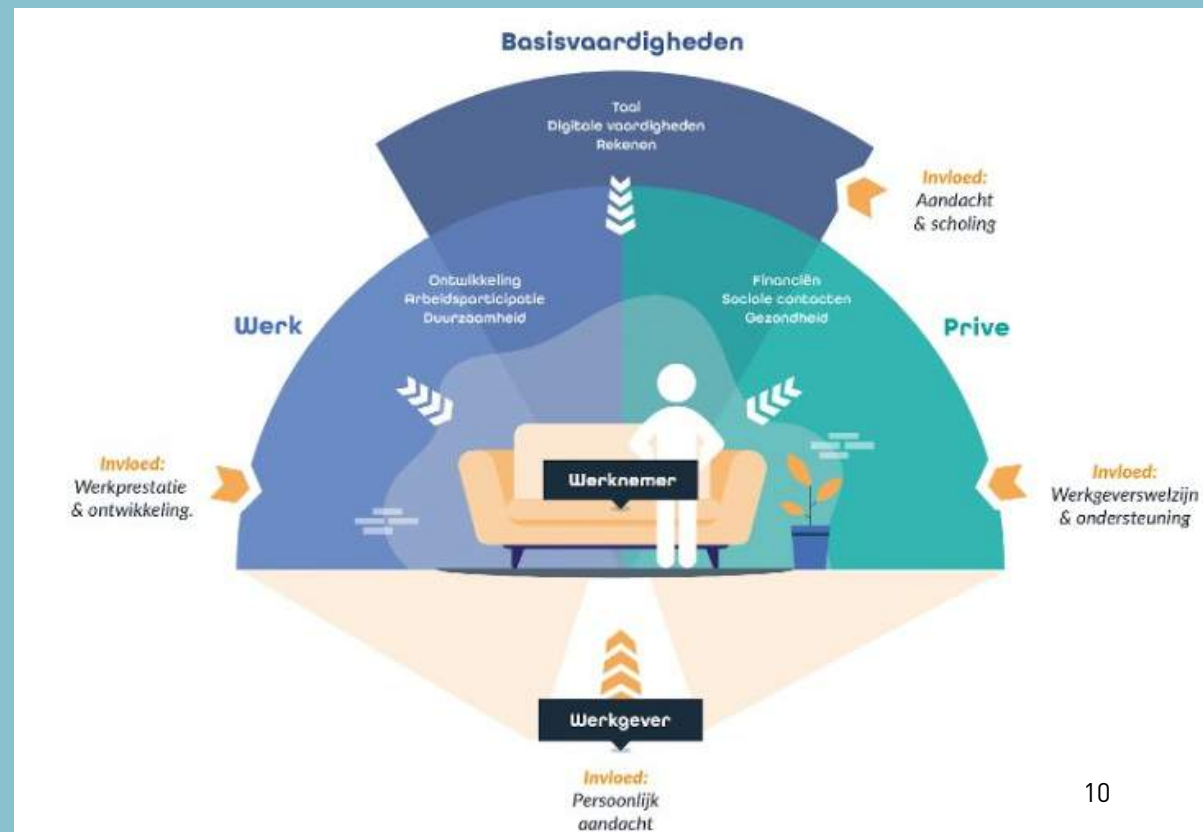 Basisvaardigheden
Taal
Digitale vaardigheden
Rekenen
Invloed:
Aandacht
& scholing
Ontwikkeling
Arbeidsparticipatie
Duurzaamheid
Financiën
Sociale contacten
Gezondheid
Werk
Prive
Invloed:
Werkprestatie
& ontwikkeling.
Werknemer
Invloed:
Werkgeverswelzijn
& ondersteuning
Werkgever
Invloed:
Persoonlijk
aandacht
10